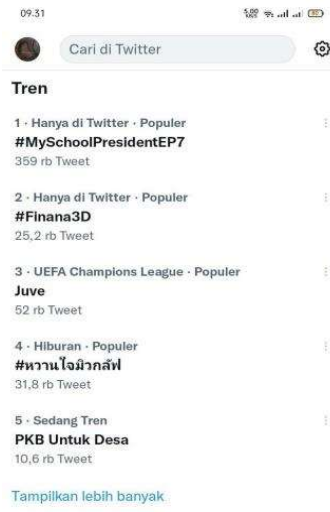 09.31
Cari di Twitter
Tren
1 · Hanya di Twitter · Populer
#MySchoolPresidentEP7
359 rb Tweet
2 · Hanya di Twitter · Populer
#Finana3D
25,2 rb Tweet
3 · UEFA Champions League · Populer
Juve
52 rb Tweet
4 · Hiburan · Populer
#หวานใจมิวกลัฟ
31,8 rb Tweet
5 · Sedang Tren
PKB Untuk Desa
10,6 rb Tweet
Tampilkan lebih banyak